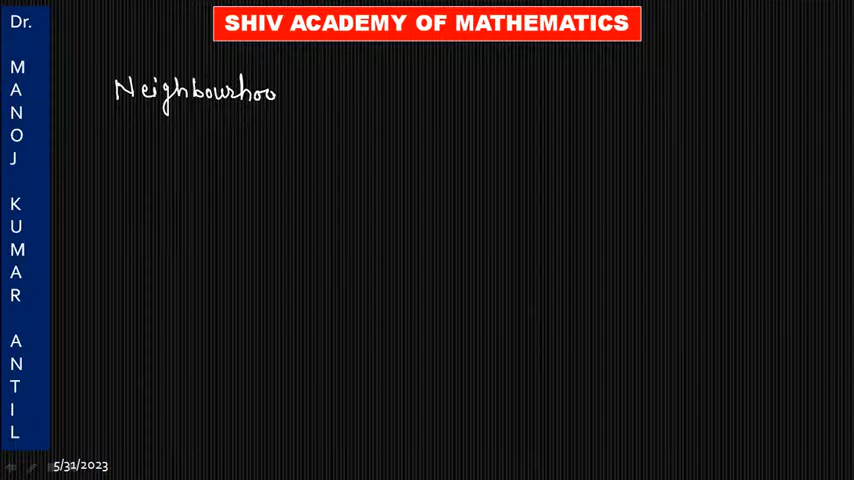 SHIV ACADEMY OF MATHEMATICS
Dr.
M
A
N
O
J
K
U
M
A
R
A
N
T
I
L
Neighbourhoo
5/31/2023